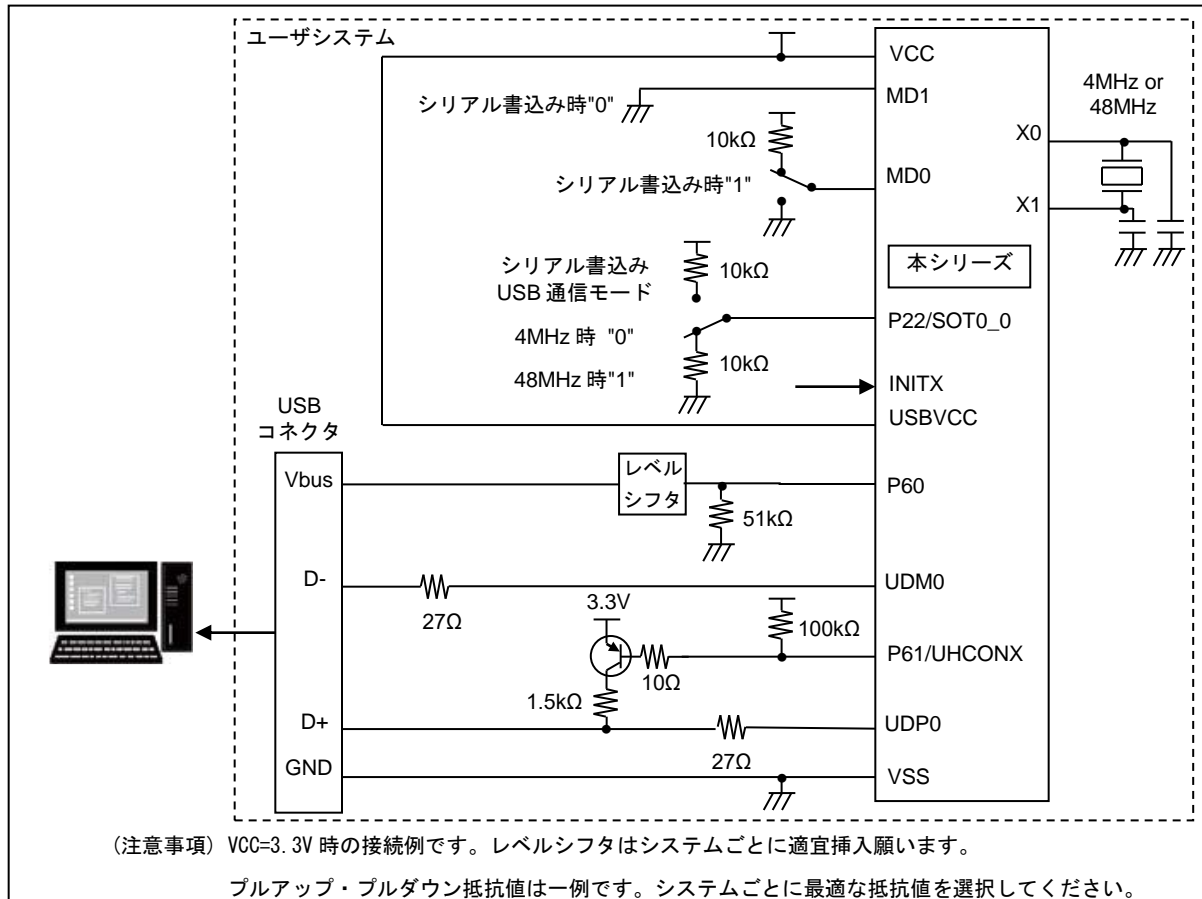 ユーザシステム
VCC
MD1
シリアル書込み時"0"
10kΩ
シリアル書込み時"1"
MD0
4MHz or
48MHz
X0
X1
本シリーズ
シリアル書込み
USB 通信モード
10kΩ
4MHz 時 "0"
P22/SOT0_0
10kΩ
48MHz 時"1"
INITX
USBVCC
USB
コネクタ
Vbus
レベル
シフタ
P60
51kΩ
D-
27Ω
UDM0
3.3V
100kΩ
P61/UHCONX
10Ω
1.5kΩ
D+
27Ω
UDP0
GND
VSS
(注意事項) VCC=3.3V 時の接続例です。レベルシフタはシステムごとに適宜挿入願います。
プルアップ・プルダウン抵抗値は一例です。システムごとに最適な抵抗値を選択してください。